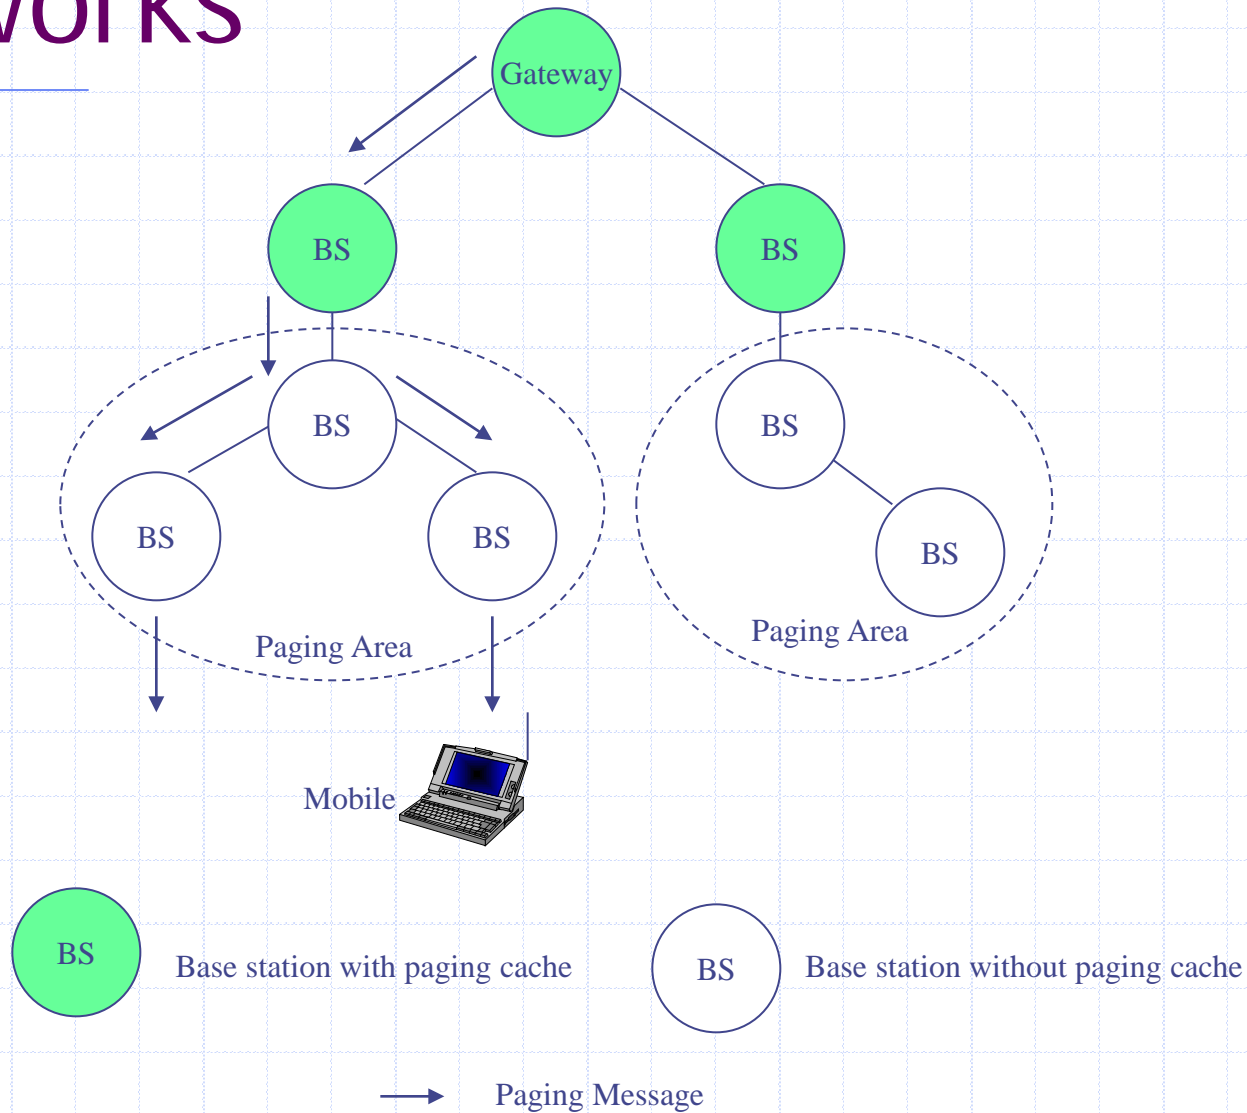 Gateway
BS
BS
BS
BS
BS
BS
BS
Paging Area
Paging Area
Mobile
BS
Base station with paging cache
BS
Base station without paging cache
Paging Message